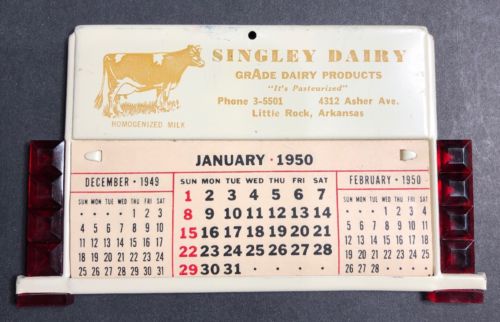 SINGLEY DAIRY
GRADE DAIRY PRODUCTS
"It's Pasteurized"
Phone 3-5501 4312 Asher Ave.
Little Rock, Arkansas
HOMOGENIZED MILK
JANUARY · 1950
DECEMBER · 1949
SUN MON TUE WED THU FRI SAT
· · · · 1 2 3
4 5 6 7 8 9 10
11 12 13 14 15 16 17
18 19 20 21 22 23 24
25 26 27 28 29 30 31
SUN MON TUE WED THU FRI SAT
1 2 3 4 5 6 7
8 9 10 11 12 13 14
15 16 17 18 19 20 21
22 23 24 25 26 27 28
29 30 31 · · · ·
FEBRUARY · 1950
SUN MON TUE WED THU FRI SAT
· · · 1 2 3 4
5 6 7 8 9 10 11
12 13 14 15 16 17 18
19 20 21 22 23 24 25
26 27 28 · · · ·